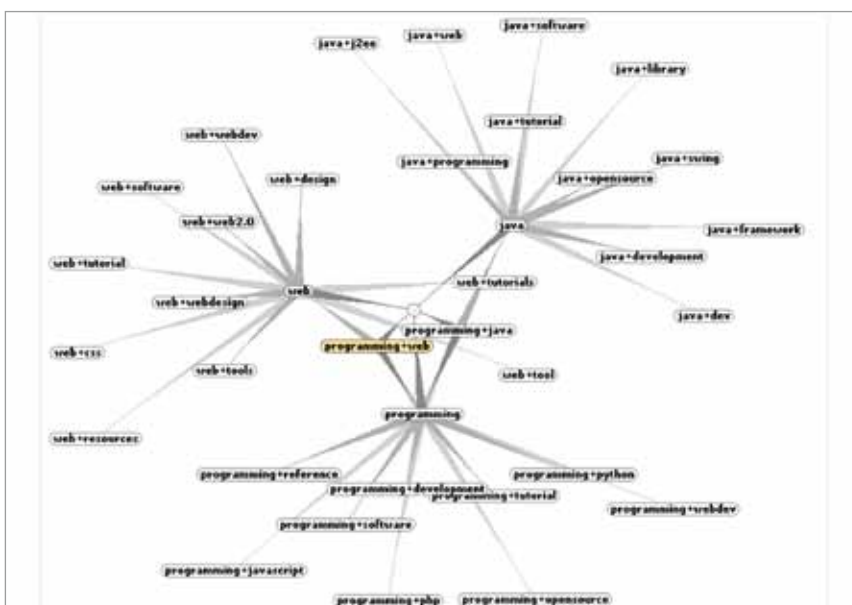 java+software
java+web
java+j2ee
java+library
java+tutorial
web+webdev
java+swing
java+programming
java+opensource
web+design
web+software
web+web2.0
java
java+framework
java+development
web+tutorial
web+tutorials
web
web+webdesign
java+dev
programming+java
programming+web
web+css
web+tools
web+tool
programming
web+resources
programming+reference
programming+python
programming+development
programming+tutorial
programming+webdev
programming+software
programming+javascript
programming+php
programming+opensource